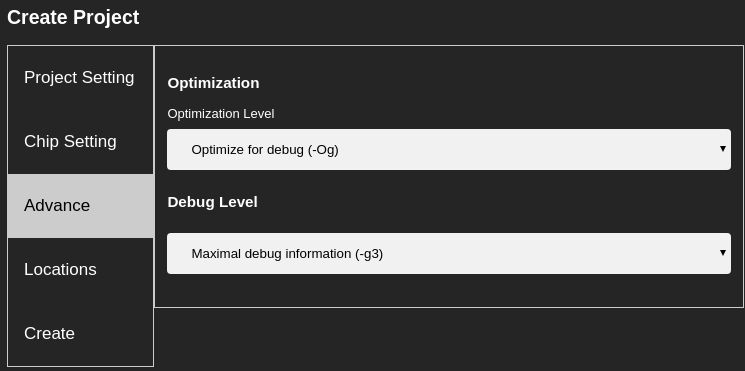 Create Project
Project Setting
Chip Setting
Advance
Locations
Create
Optimization
Optimization Level
Optimize for debug (-Og)
Debug Level
Maximal debug information (-g3)